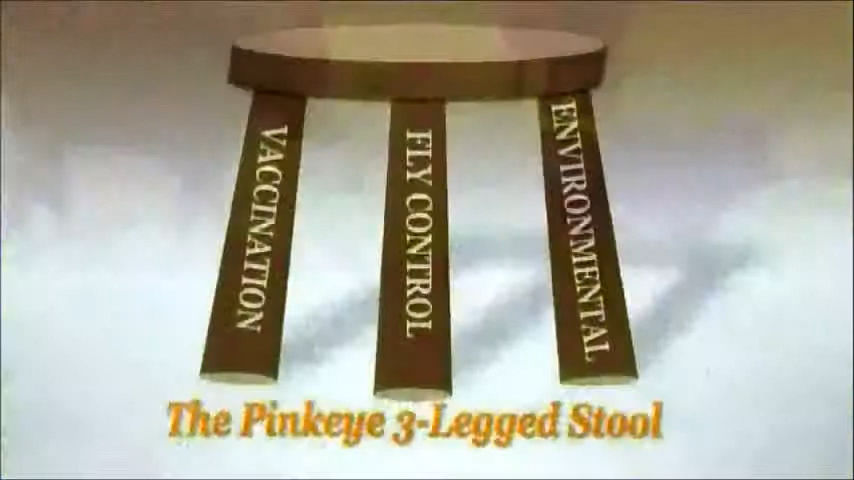 VACCINATION
FLY CONTROL
ENVIRONMENTAL
The Pinkeye 3-Legged Stool